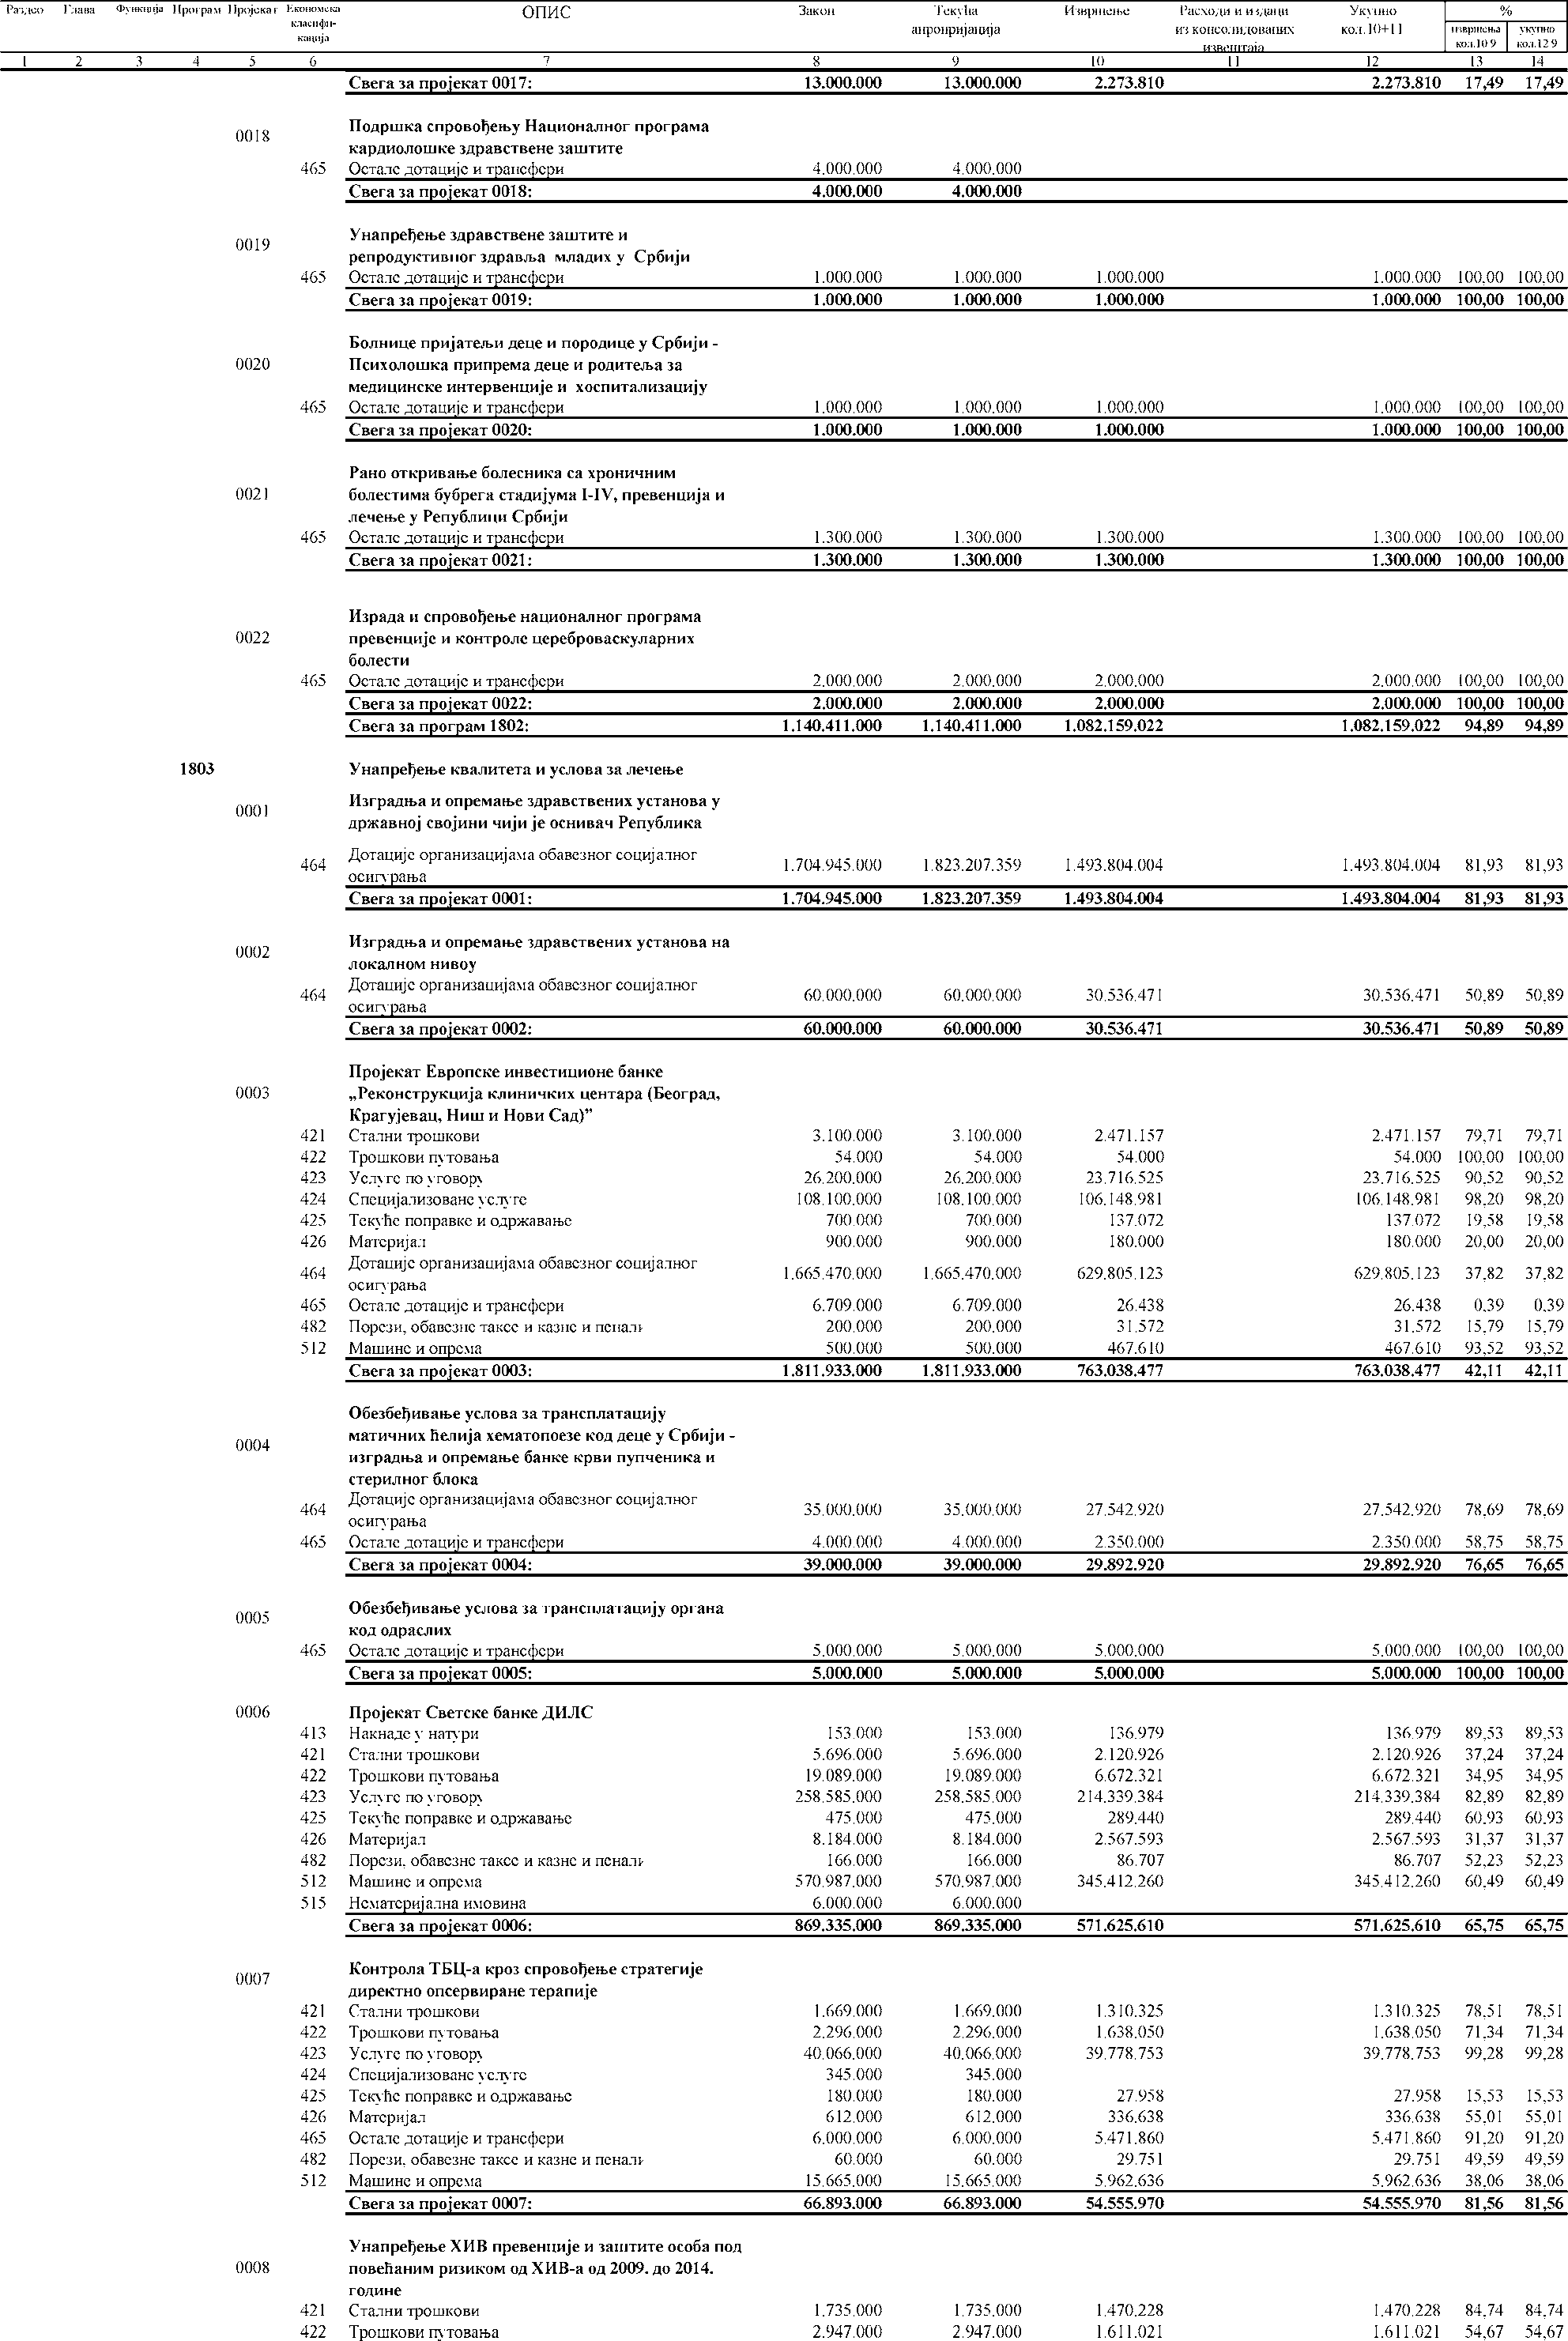 Раздео Глава Функција Програм Пројекат Економска класифи-кација ОПИС Закон Текућа апропријација Извршење Расходи и издаци из консолидованих извештаја Укупно кол.10+11 % извршења кол.10/9 укупно кол.12/9
1 2 3 4 5 6 7 8 9 10 11 12 13 14
Свега за пројекат 0017: 13.000.000 13.000.000 2.273.810 2.273.810 17,49 17,49
0018 Подршка спровођењу Националног програма
кардиолошке здравствене заштите
465 Остале дотације и трансфери 4.000.000 4.000.000
Свега за пројекат 0018: 4.000.000 4.000.000
0019 Унапређење здравствене заштите и
репродуктивног здравља младих у Србији
465 Остале дотације и трансфери 1.000.000 1.000.000 1.000.000 1.000.000 100,00 100,00
Свега за пројекат 0019: 1.000.000 1.000.000 1.000.000 1.000.000 100,00 100,00
Болнице пријатељи деце и породице у Србији -
0020 Психолошка припрема деце и родитеља за
медицинске интервенције и хоспитализацију
465 Остале дотације и трансфери 1.000.000 1.000.000 1.000.000 1.000.000 100,00 100,00
Свега за пројекат 0020: 1.000.000 1.000.000 1.000.000 1.000.000 100,00 100,00
Рано откривање болесника са хроничним
0021 болестима бубрега стадијума I-IV, превенција и
лечење у Републици Србији
465 Остале дотације и трансфери 1.300.000 1.300.000 1.300.000 1.300.000 100,00 100,00
Свега за пројекат 0021: 1.300.000 1.300.000 1.300.000 1.300.000 100,00 100,00
Израда и спровођење националног програма
0022 превенције и контроле цереброваскуларних
болести
465 Остале дотације и трансфери 2.000.000 2.000.000 2.000.000 2.000.000 100,00 100,00
Свега за пројекат 0022: 2.000.000 2.000.000 2.000.000 2.000.000 100,00 100,00
Свега за програм 1802: 1.140.411.000 1.140.411.000 1.082.159.022 1.082.159.022 94,89 94,89
1803 Унапређење квалитета и услова за лечење
0001 Изградња и опремање здравствених установа у
државној својини чији је оснивач Република
464 Дотације организацијама обавезног социјалног
осигурања 1.704.945.000 1.823.207.359 1.493.804.004 1.493.804.004 81,93 81,93
Свега за пројекат 0001: 1.704.945.000 1.823.207.359 1.493.804.004 1.493.804.004 81,93 81,93
0002 Изградња и опремање здравствених установа на
локалном нивоу
464 Дотације организацијама обавезног социјалног
осигурања 60.000.000 60.000.000 30.536.471 30.536.471 50,89 50,89
Свега за пројекат 0002: 60.000.000 60.000.000 30.536.471 30.536.471 50,89 50,89
Пројекат Европске инвестиционе банке
0003 „Реконструкција клиничких центара (Београд,
Крагујевац, Ниш и Нови Сад)”
421 Стални трошкови 3.100.000 3.100.000 2.471.157 2.471.157 79,71 79,71
422 Трошкови путовања 54.000 54.000 54.000 54.000 100,00 100,00
423 Услуге по уговору 26.200.000 26.200.000 23.716.525 23.716.525 90,52 90,52
424 Специјализоване услуге 108.100.000 108.100.000 106.148.981 106.148.981 98,20 98,20
425 Текуће поправке и одржавање 700.000 700.000 137.072 137.072 19,58 19,58
426 Материјал 900.000 900.000 180.000 180.000 20,00 20,00
464 Дотације организацијама обавезног социјалног
осигурања 1.665.470.000 1.665.470.000 629.805.123 629.805.123 37,82 37,82
465 Остале дотације и трансфери 6.709.000 6.709.000 26.438 26.438 0,39 0,39
482 Порези, обавезне таксе и казне и пенали 200.000 200.000 31.572 31.572 15,79 15,79
512 Машине и опрема 500.000 500.000 467.610 467.610 93,52 93,52
Свега за пројекат 0003: 1.811.933.000 1.811.933.000 763.038.477 763.038.477 42,11 42,11
Обезбеђивање услова за трансплатацију
0004 матичних ћелија хематопоезе код деце у Србији -
изградња и опремање банке крви пупченика и
стерилног блока
464 Дотације организацијама обавезног социјалног
осигурања 35.000.000 35.000.000 27.542.920 27.542.920 78,69 78,69
465 Остале дотације и трансфери 4.000.000 4.000.000 2.350.000 2.350.000 58,75 58,75
Свега за пројекат 0004: 39.000.000 39.000.000 29.892.920 29.892.920 76,65 76,65
0005 Обезбеђивање услова за трансплатацију органа
код одраслих
465 Остале дотације и трансфери 5.000.000 5.000.000 5.000.000 5.000.000 100,00 100,00
Свега за пројекат 0005: 5.000.000 5.000.000 5.000.000 5.000.000 100,00 100,00
0006 Пројекат Светске банке ДИЛС
413 Накнаде у натури 153.000 153.000 136.979 136.979 89,53 89,53
421 Стални трошкови 5.696.000 5.696.000 2.120.926 2.120.926 37,24 37,24
422 Трошкови путовања 19.089.000 19.089.000 6.672.321 6.672.321 34,95 34,95
423 Услуге по уговору 258.585.000 258.585.000 214.339.384 214.339.384 82,89 82,89
425 Текуће поправке и одржавање 475.000 475.000 289.440 289.440 60,93 60,93
426 Материјал 8.184.000 8.184.000 2.567.593 2.567.593 31,37 31,37
482 Порези, обавезне таксе и казне и пенали 166.000 166.000 86.707 86.707 52,23 52,23
512 Машине и опрема 570.987.000 570.987.000 345.412.260 345.412.260 60,49 60,49
515 Нематеријална имовина 6.000.000 6.000.000
Свега за пројекат 0006: 869.335.000 869.335.000 571.625.610 571.625.610 65,75 65,75
0007 Контрола ТБЦ-а кроз спровођење стратегије
директно опсервиране терапије
421 Стални трошкови 1.669.000 1.669.000 1.310.325 1.310.325 78,51 78,51
422 Трошкови путовања 2.296.000 2.296.000 1.638.050 1.638.050 71,34 71,34
423 Услуге по уговору 40.066.000 40.066.000 39.778.753 39.778.753 99,28 99,28
424 Специјализоване услуге 345.000 345.000
425 Текуће поправке и одржавање 180.000 180.000 27.958 27.958 15,53 15,53
426 Материјал 612.000 612.000 336.638 336.638 55,01 55,01
465 Остале дотације и трансфери 6.000.000 6.000.000 5.471.860 5.471.860 91,20 91,20
482 Порези, обавезне таксе и казне и пенали 60.000 60.000 29.751 29.751 49,59 49,59
512 Машине и опрема 15.665.000 15.665.000 5.962.636 5.962.636 38,06 38,06
Свега за пројекат 0007: 66.893.000 66.893.000 54.555.970 54.555.970 81,56 81,56
Унапређење ХИВ превенције и заштите особа под
0008 повећаним ризиком од ХИВ-а од 2009. до 2014.
године
421 Стални трошкови 1.735.000 1.735.000 1.470.228 1.470.228 84,74 84,74
422 Трошкови путовања 2.947.000 2.947.000 1.611.021 1.611.021 54,67 54,67